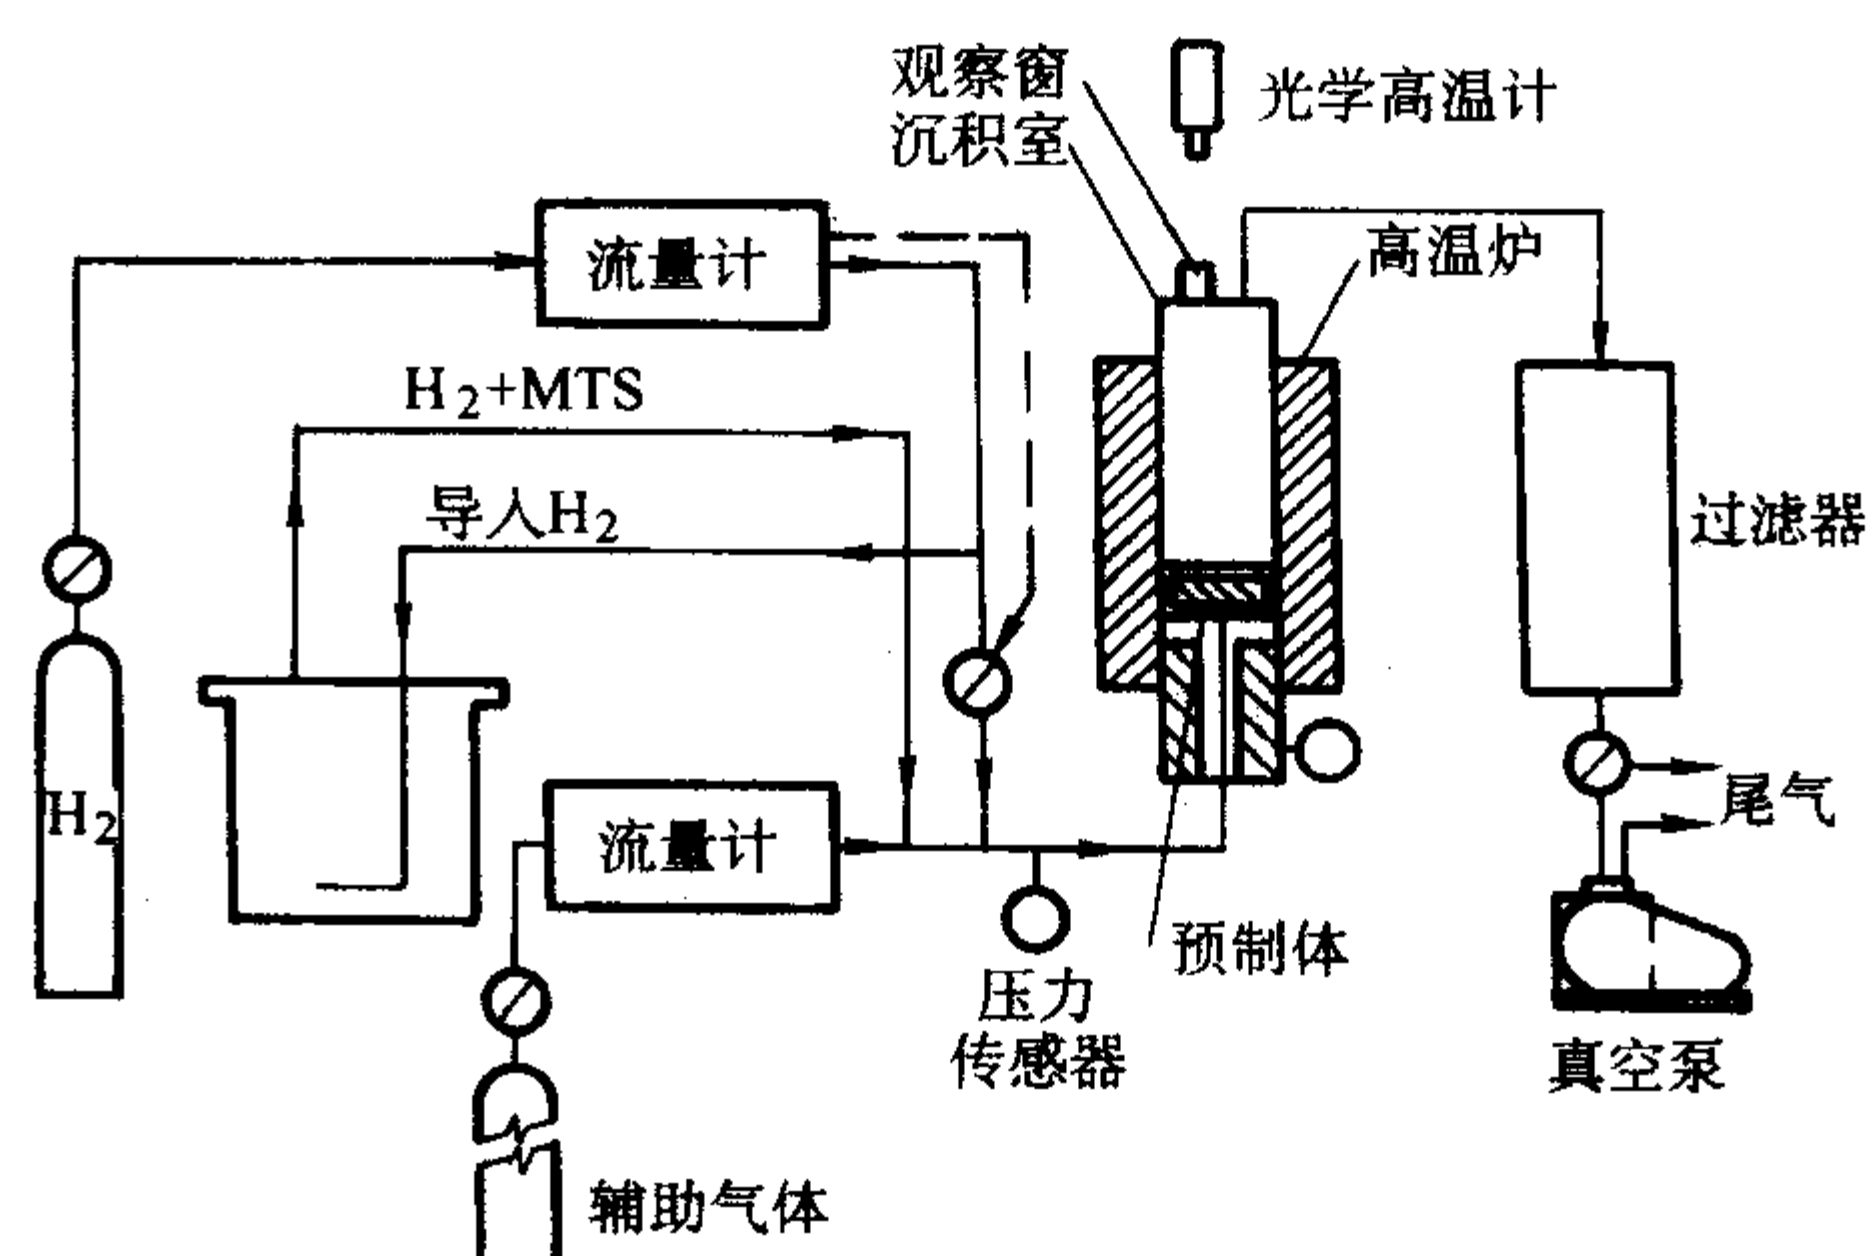 观察窗
沉积室
光学高温计
流量计
高温炉
H₂+MTS
导入H₂
过滤器
H₂
流量计
尾气
预制体
压力
传感器
真空泵
辅助气体